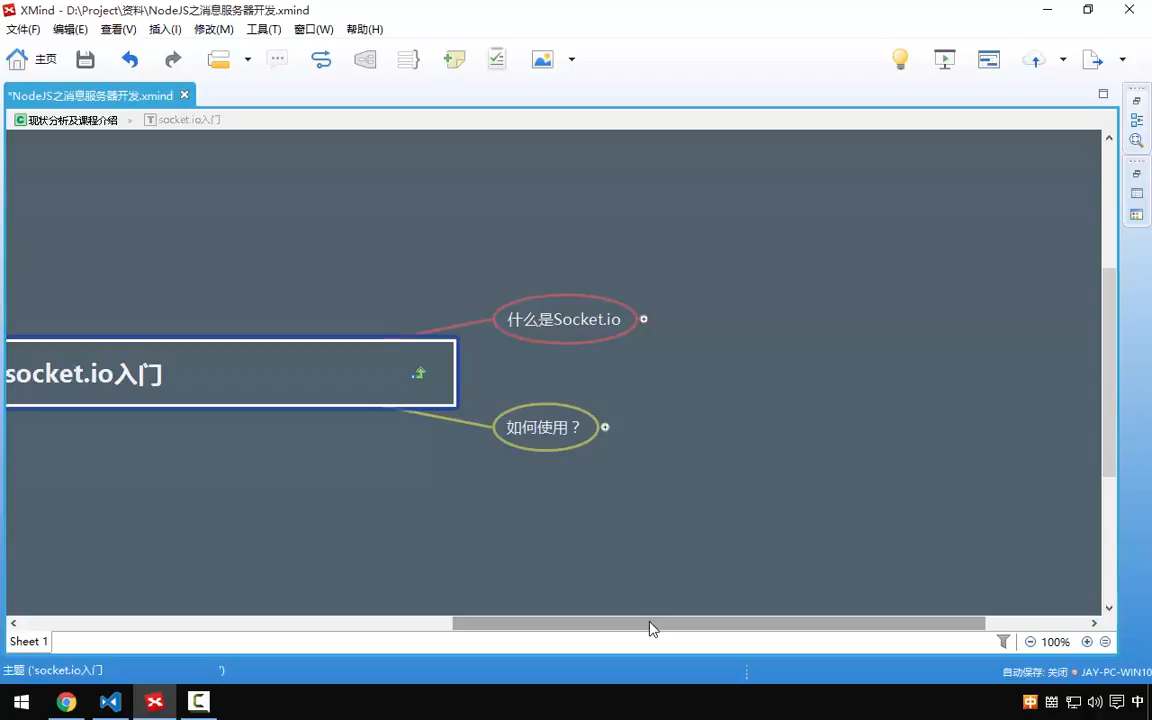 XMind - D:\Project\资料\NodeJS之消息服务器开发.xmind
文件(F) 编辑(E) 查看(V) 插入(I) 修改(M) 工具(T) 窗口(W) 帮助(H)
主页
*NodeJS之消息服务器开发.xmind
C 现状分析及课程介绍 > T socket.io入门
什么是Socket.io
socket.io入门
如何使用？
Sheet 1
100%
主题 ('socket.io入门 ')
自动保存: 关闭 JAY-PC-WIN10
中 中